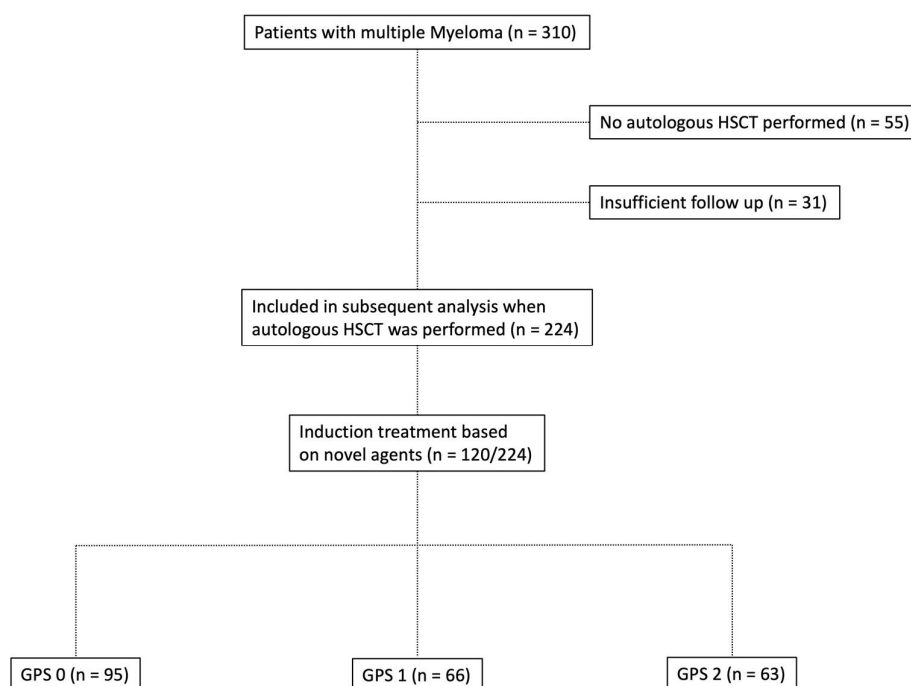 Patients with multiple Myeloma (n = 310)
No autologous HSCT performed (n = 55)
Insufficient follow up (n = 31)
Included in subsequent analysis when
autologous HSCT was performed (n = 224)
Induction treatment based
on novel agents (n = 120/224)
GPS 0 (n = 95)
GPS 1 (n = 66)
GPS 2 (n = 63)